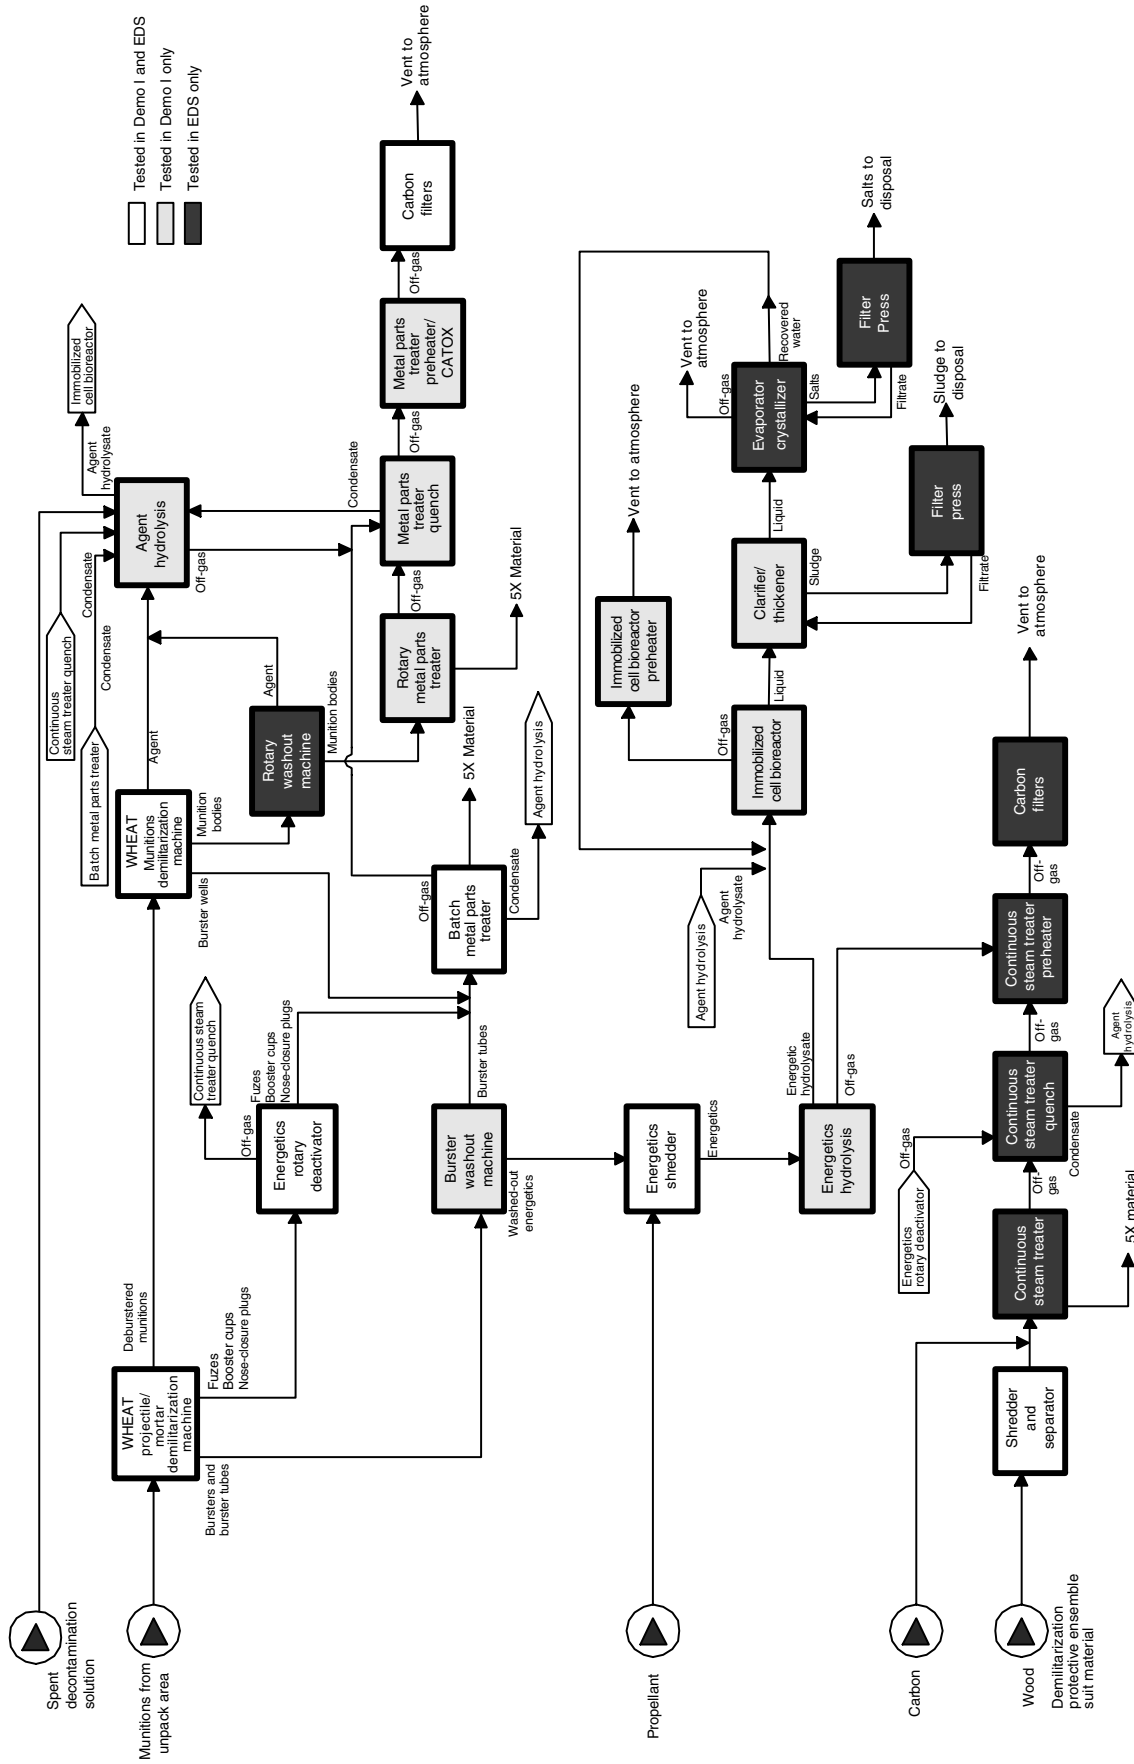 Spent
decontamination
solution
Munitions from
unpack area
Propellant
Carbon
Wood
Demilitarization
protective ensemble
suit material
Tested in Demo I and EDS
Tested in Demo I only
Tested in EDS only
WHEAT
projectile/
mortar
demilitarization
machine
Deburstered
munitions
Fuzes
Booster cups
Nose-closure plugs
Bursters and
burster tubes
Continuous steam
treater quench
Off-gas
Energetics
rotary
deactivator
Fuzes
Booster cups
Nose-closure plugs
Burster
washout
machine
Burster tubes
Washed-out
energetics
Continuous
steam treater quench
Condensate
Batch metal parts treater
Condensate
WHEAT
Munitions
demilitarization
machine
Agent
Munition
bodies
Burster wells
Rotary
washout
machine
Agent
Munition bodies
Agent
hydrolysis
Agent
hydrolysate
Immobilized
cell bioreactor
Off-gas
Condensate
Batch
metal parts
treater
Off-gas
5X Material
Condensate
Agent hydrolysis
Rotary
metal parts
treater
Off-gas
5X Material
Metal parts
treater
quench
Off-gas
Metal parts
treater
preheater/
CATOX
Off-gas
Carbon
filters
Vent to
atmosphere
Energetics
shredder
Energetics
Energetics
hydrolysis
Energetic
hydrolysate
Off-gas
Agent hydrolysis
Agent
hydrolysate
Immobilized
cell bioreactor
Off-gas
Immobilized
cell bioreactor
preheater
Vent to atmosphere
Liquid
Clarifier/
thickener
Sludge
Filtrate
Filter
press
Sludge to
disposal
Liquid
Evaporator
crystallizer
Off-gas
Vent to
atmosphere
Recovered
water
Salts
Filtrate
Filter
Press
Salts to
disposal
Shredder
and
separator
Continuous
steam treater
5X material
Off-
gas
Energetics
rotary deactivator
Off-gas
Continuous
steam treater
quench
Condensate
Agent
hydrolysis
Off-
gas
Continuous
steam treater
preheater
Off-
gas
Carbon
filters
Vent to
atmosphere